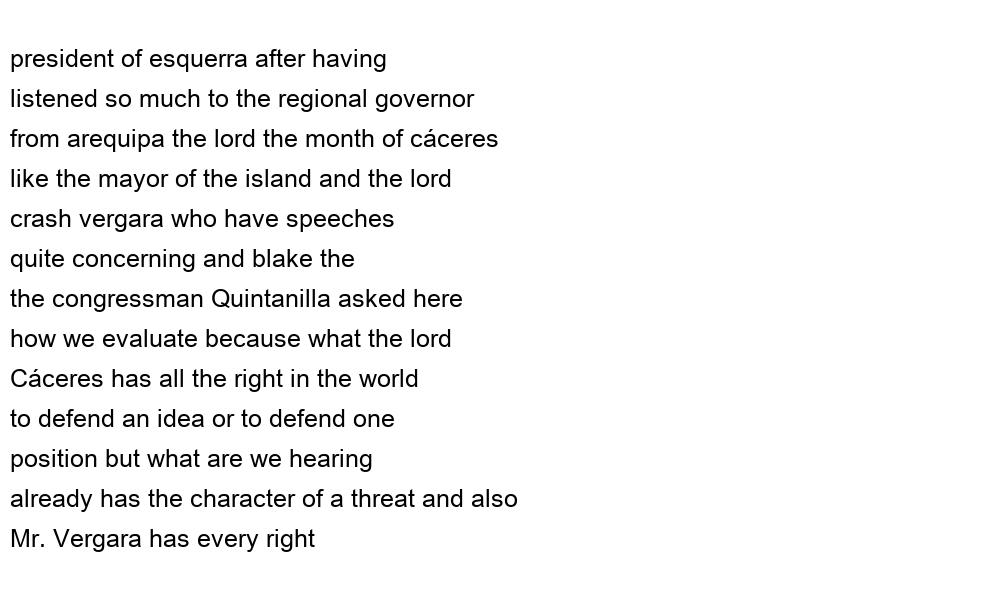 president of esquerra after having
listened so much to the regional governor
from arequipa the lord the month of cáceres
like the mayor of the island and the lord
crash vergara who have speeches
quite concerning and blake the
the congressman Quintanilla asked here
how we evaluate because what the lord
Cáceres has all the right in the world
to defend an idea or to defend one
position but what are we hearing
already has the character of a threat and also
Mr. Vergara has every right